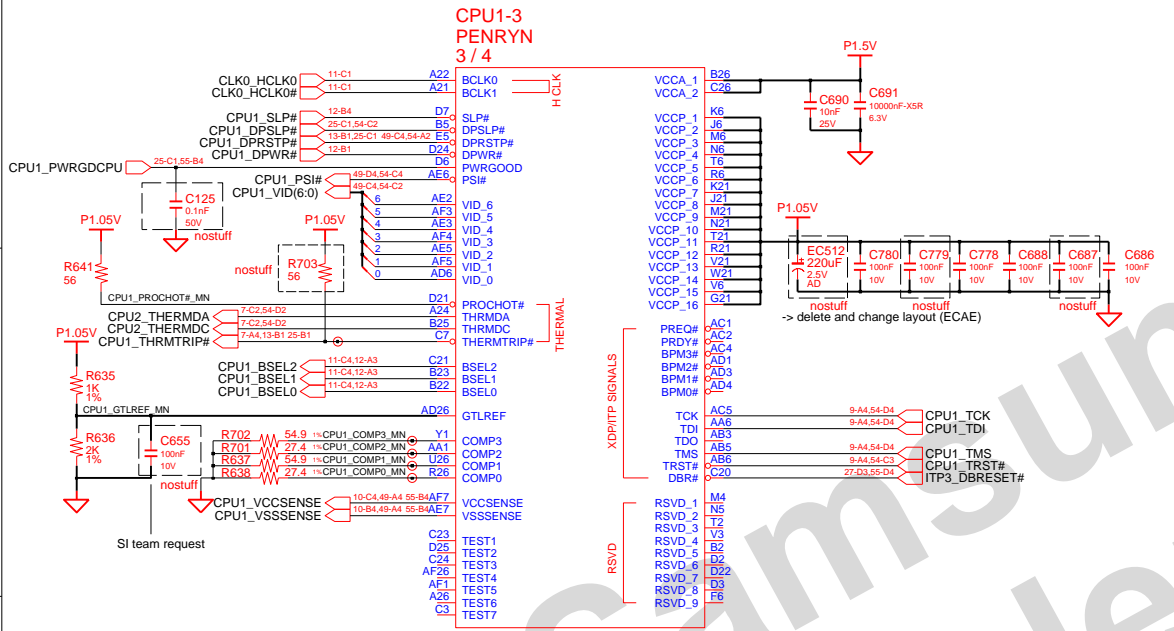 CPU1-3
PENRYN
3 / 4
P1.5V
CLK0_HCLK0 11-C1 A22 BCLK0
CLK0_HCLK0# 11-C1 A21 BCLK1
H CLK
VCCA_1 B26
VCCA_2 C26
C690
10nF
25V
C691
10000nF-X5R
6.3V
CPU1_SLP# 12-B4 D7 SLP#
CPU1_DPSLP# 25-C1,54-C2 B5 DPSLP#
CPU1_DPRSTP# 13-B1,25-C1 49-C4,54-A2 E5 DPRSTP#
CPU1_DPWR# 12-B1 D24 DPWR#
CPU1_PWRGDCPU 25-C1,55-B4 D6 PWRGOOD
CPU1_PSI# 49-D4,54-C4 AE6 PSI#
CPU1_VID(6:0) 49-C4,54-C2
6 AE2 VID_6
5 AF3 VID_5
4 AE3 VID_4
3 AF4 VID_3
2 AE5 VID_2
1 AF5 VID_1
0 AD6 VID_0
C125
0.1nF
50V
nostuff
VCCP_1 K6
VCCP_2 J6
VCCP_3 M6
VCCP_4 N6
VCCP_5 T6
VCCP_6 R6
VCCP_7 K21
VCCP_8 J21
VCCP_9 M21
VCCP_10 N21
VCCP_11 T21
VCCP_12 R21
VCCP_13 V21
VCCP_14 W21
VCCP_15 V6
VCCP_16 G21
P1.05V
R641
56
P1.05V
R703
56
nostuff
P1.05V
EC512
220uF
2.5V
AD
nostuff
C780
100nF
10V
C779
100nF
10V
nostuff
C778
100nF
10V
C688
100nF
10V
C687
100nF
10V
nostuff
C686
100nF
10V
-> delete and change layout (ECAE)
CPU1_PROCHOT#_MN D21 PROCHOT#
CPU2_THERMDA 7-C2,54-D2 A24 THRMDA
CPU2_THERMDC 7-C2,54-D2 B25 THRMDC
CPU1_THRMTRIP# 7-A4,13-B1 25-B1 C7 THERMTRIP#
THERMAL
CPU1_BSEL2 11-C4,12-A3 C21 BSEL2
CPU1_BSEL1 11-C4,12-A3 B23 BSEL1
CPU1_BSEL0 11-C4,12-A3 B22 BSEL0
P1.05V
R635
1K
1%
CPU1_GTLREF_MN AD26 GTLREF
R636
2K
1%
C655
100nF
10V
nostuff
R702 54.9 1% CPU1_COMP3_MN Y1 COMP3
R701 27.4 1% CPU1_COMP2_MN AA1 COMP2
R637 54.9 1% CPU1_COMP1_MN U26 COMP1
R638 27.4 1% CPU1_COMP0_MN R26 COMP0
CPU1_VCCSENSE 10-C4,49-A4 55-B4 AF7 VCCSENSE
CPU1_VSSSENSE 10-B4,49-A4 55-B4 AE7 VSSSENSE
SI team request
C23 TEST1
D25 TEST2
C24 TEST3
AF26 TEST4
AF1 TEST5
A26 TEST6
C3 TEST7
XDP/ITP SIGNALS
PREQ# AC1
PRDY# AC2
BPM3# AC4
BPM2# AD1
BPM1# AD3
BPM0# AD4
TCK AC5 9-A4,54-D4 CPU1_TCK
TDI AA6 CPU1_TDI
TDO AB3
TMS AB5 9-A4,54-D4 CPU1_TMS
TRST# AB6 9-A4,54-C3 CPU1_TRST#
DBR# C20 27-D3,55-D4 ITP3_DBRESET#
RSVD
RSVD_1 M4
RSVD_2 N5
RSVD_3 T2
RSVD_4 V3
RSVD_5 B2
RSVD_6 D2
RSVD_7 D22
RSVD_8 D3
RSVD_9 F6
Samsun